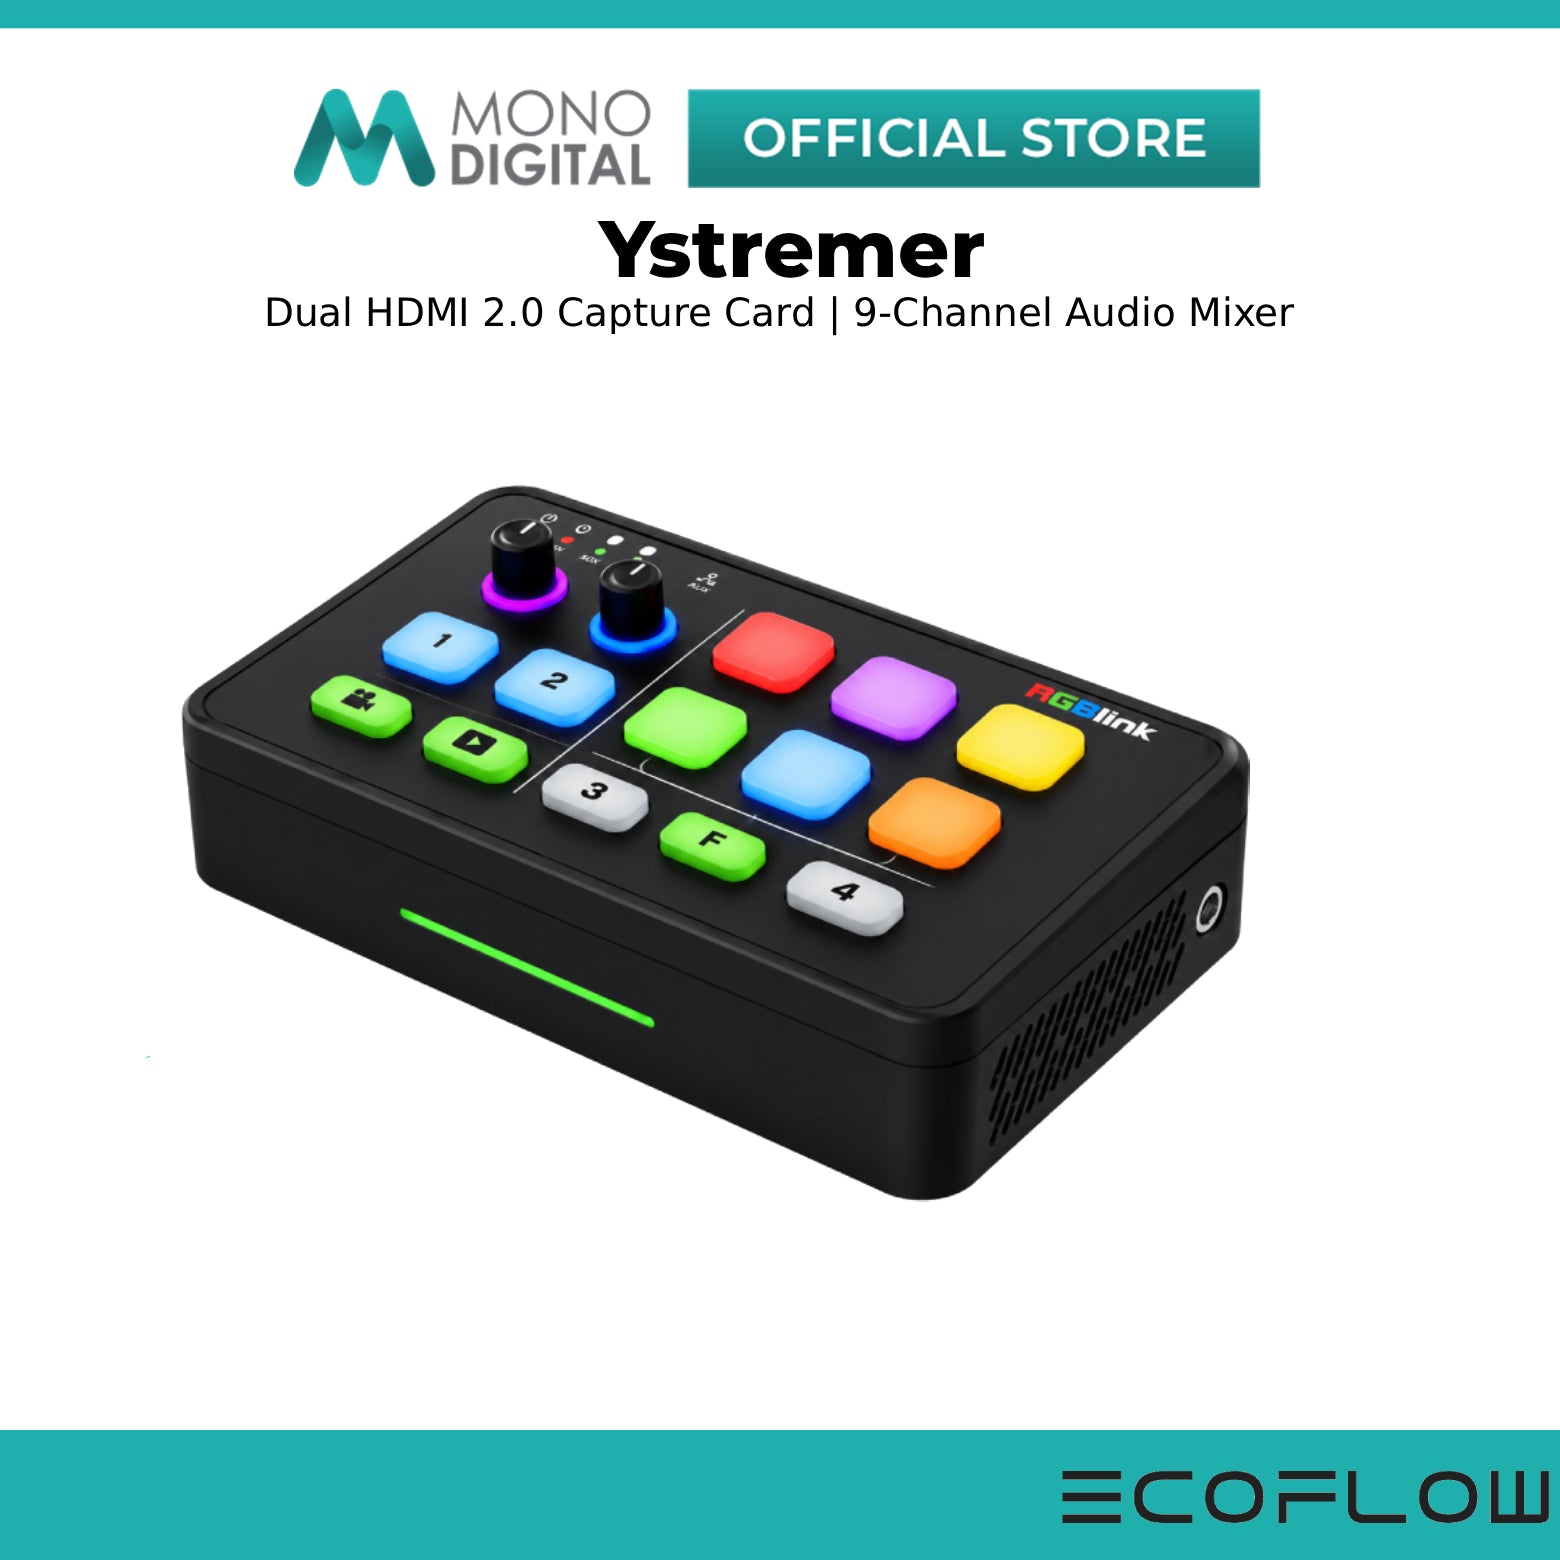 MONO
DIGITAL
OFFICIAL STORE
Ystremer
Dual HDMI 2.0 Capture Card | 9-Channel Audio Mixer
AUX
1
2
RGBlink
3
F
4
ECOFLOW